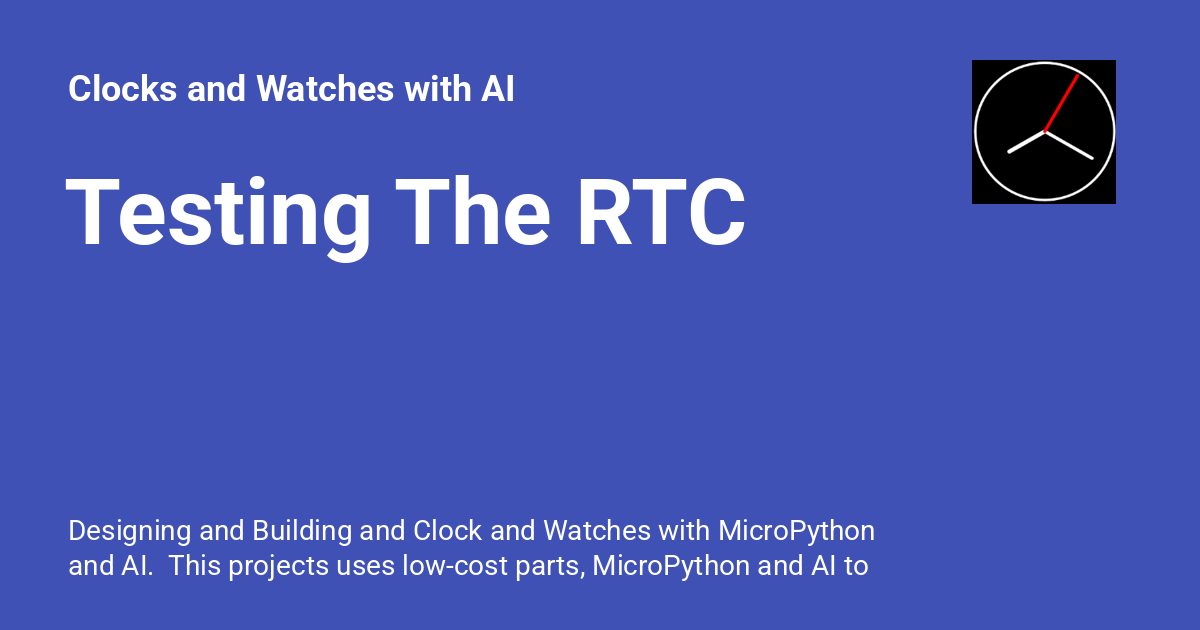 Clocks and Watches with AI
Testing The RTC
Designing and Building and Clock and Watches with MicroPython
and AI.  This projects uses low-cost parts, MicroPython and AI to